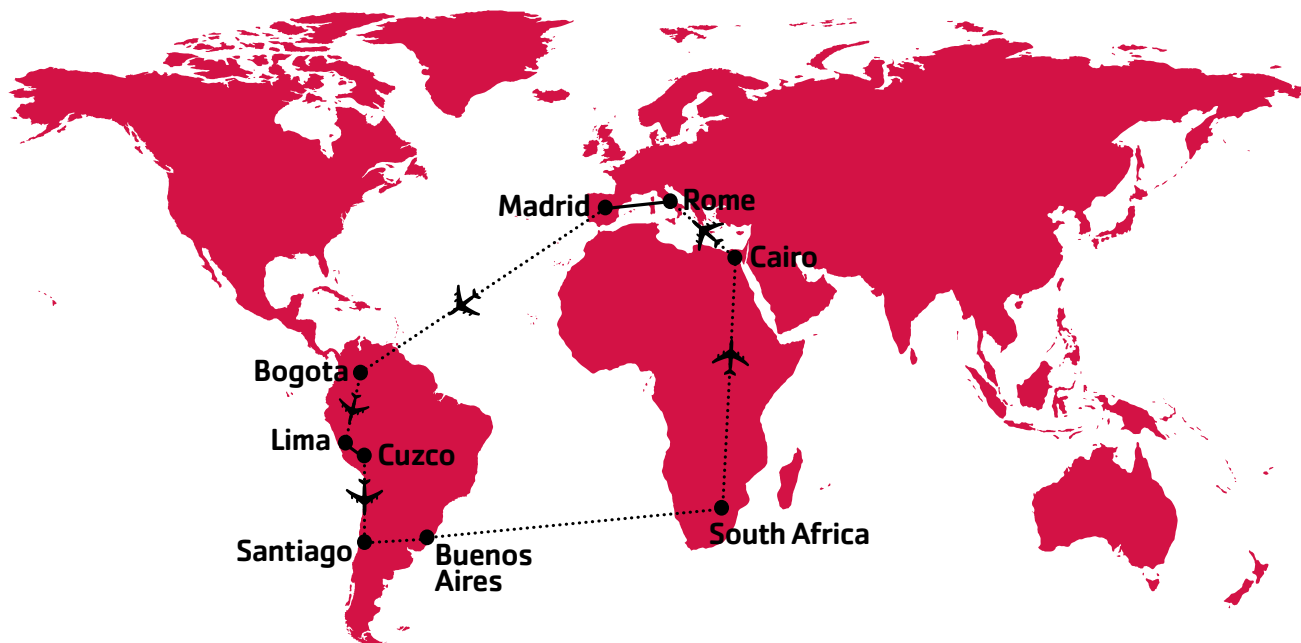 Madrid
Rome
Cairo
Bogota
Lima
Cuzco
South Africa
Santiago
Buenos
Aires